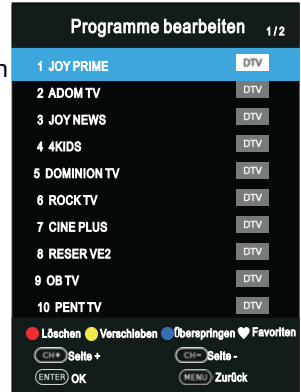 Programme bearbeiten 1/2
n
1 JOY PRIME DTV
2 ADOM TV DTV
3 JOY NEWS DTV
4 4KIDS DTV
5 DOMINION TV DTV
6 ROCK TV DTV
7 CINE PLUS DTV
8 RESER VE2 DTV
9 OB TV DTV
10 PENT TV DTV
Löschen Verschieben Überspringen Favoriten
CH+ Seite + CH- Seite -
ENTER OK MENU Zurück